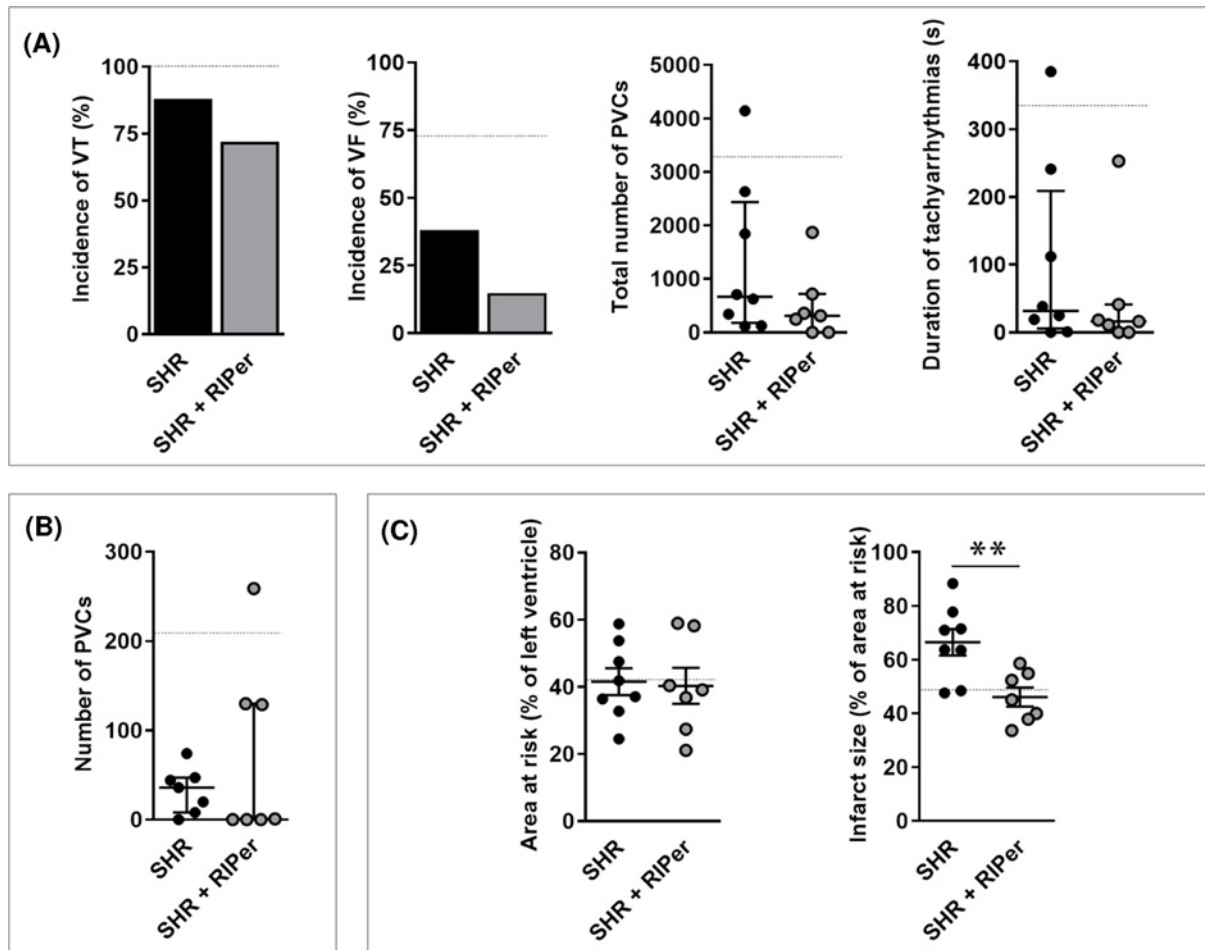 (A)
Incidence of VT (%)
100
75
50
25
0
SHR
SHR + RIPer
Incidence of VF (%)
100
75
50
25
0
SHR
SHR + RIPer
Total number of PVCs
5000
4000
3000
2000
1000
0
SHR
SHR + RIPer
Duration of tachyarrhythmias (s)
400
300
200
100
0
SHR
SHR + RIPer
(B)
Number of PVCs
300
200
100
0
SHR
SHR + RIPer
(C)
Area at risk (% of left ventricle)
80
60
40
20
0
SHR
SHR + RIPer
Infarct size (% of area at risk)
100
80
60
40
20
0
**
SHR
SHR + RIPer